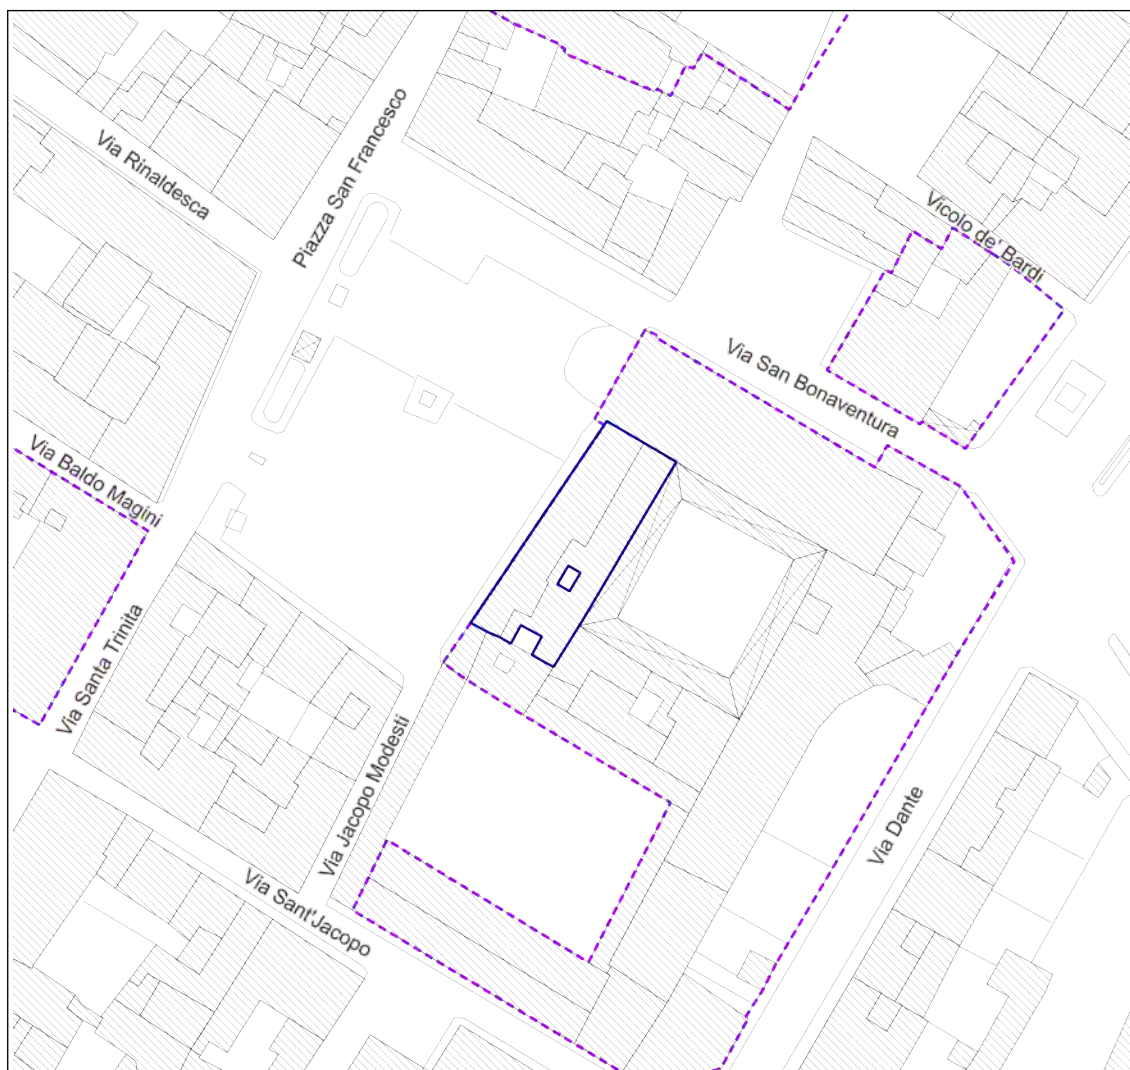 Via Rinaldesca
Piazza San Francesco
Vicolo de' Bardi
Via San Bonaventura
Via Baldo Magini
Via Santa Trinita
Via Jacopo Modesti
Via Dante
Via Sant'Jacopo